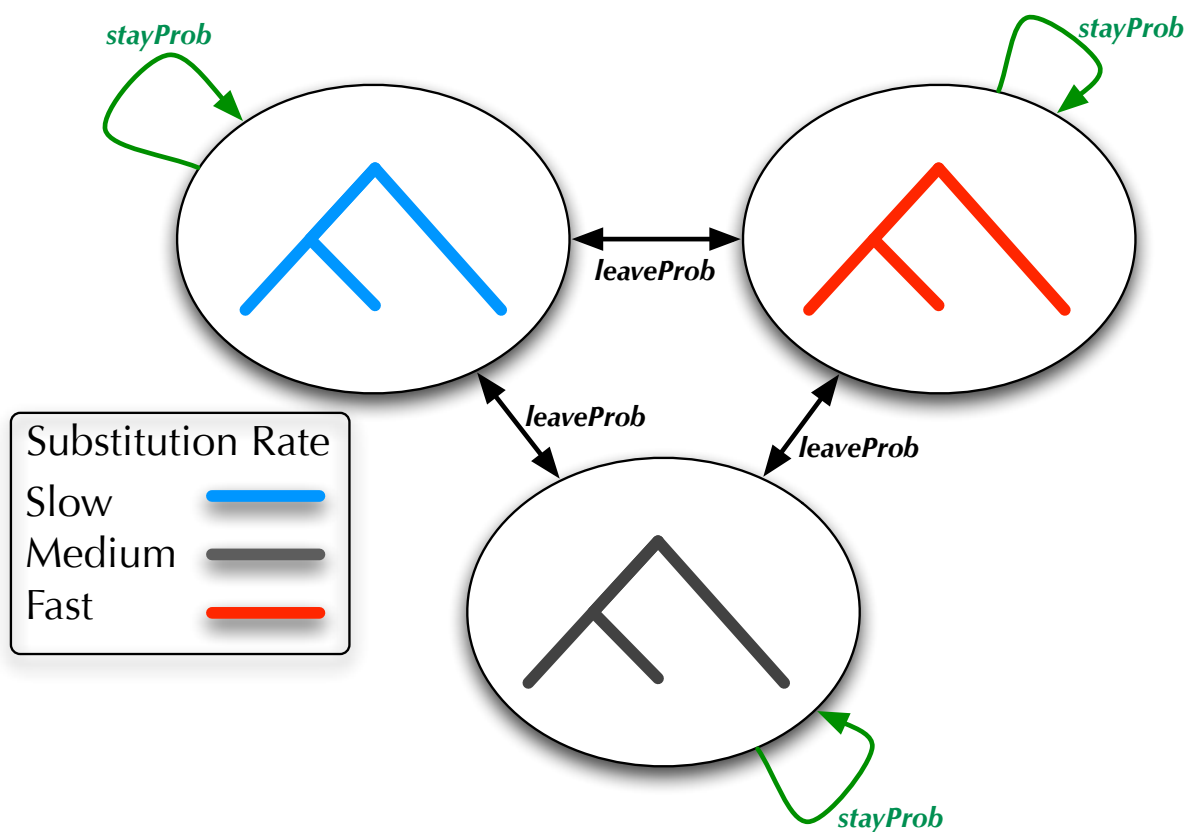 stayProb
stayProb
leaveProb
leaveProb
leaveProb
Substitution Rate
Slow
Medium
Fast
stayProb